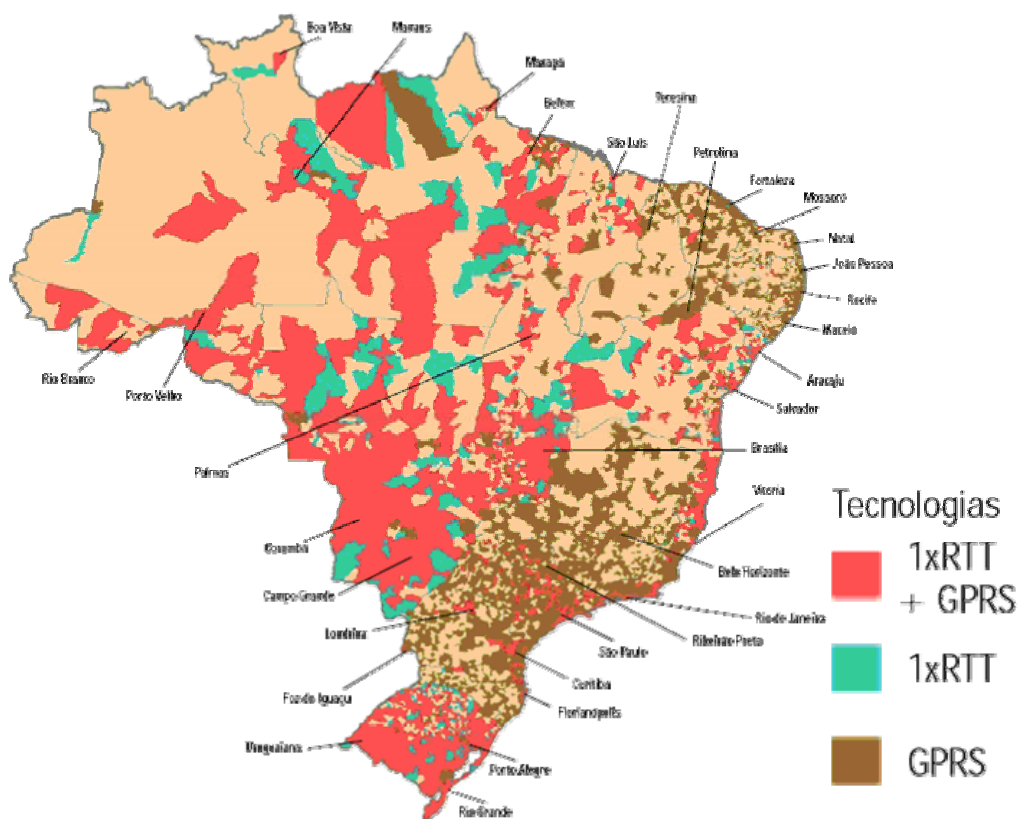 Boa Vista
Manaus
Macapá
Belém
Teresina
São Luís
Petrolina
Fortaleza
Mossoró
Natal
João Pessoa
Recife
Maceió
Rio Branco
Porto Velho
Aracaju
Salvador
Palmas
Brasília
Vitória
Tecnologias
1xRTT
+ GPRS
1xRTT
GPRS
Corumbá
Belo Horizonte
Campo Grande
Londrina
Rio de Janeiro
Ribeirão Preto
São Paulo
Curitiba
Foz do Iguaçu
Florianópolis
Uruguaiana
Porto Alegre
Rio Grande